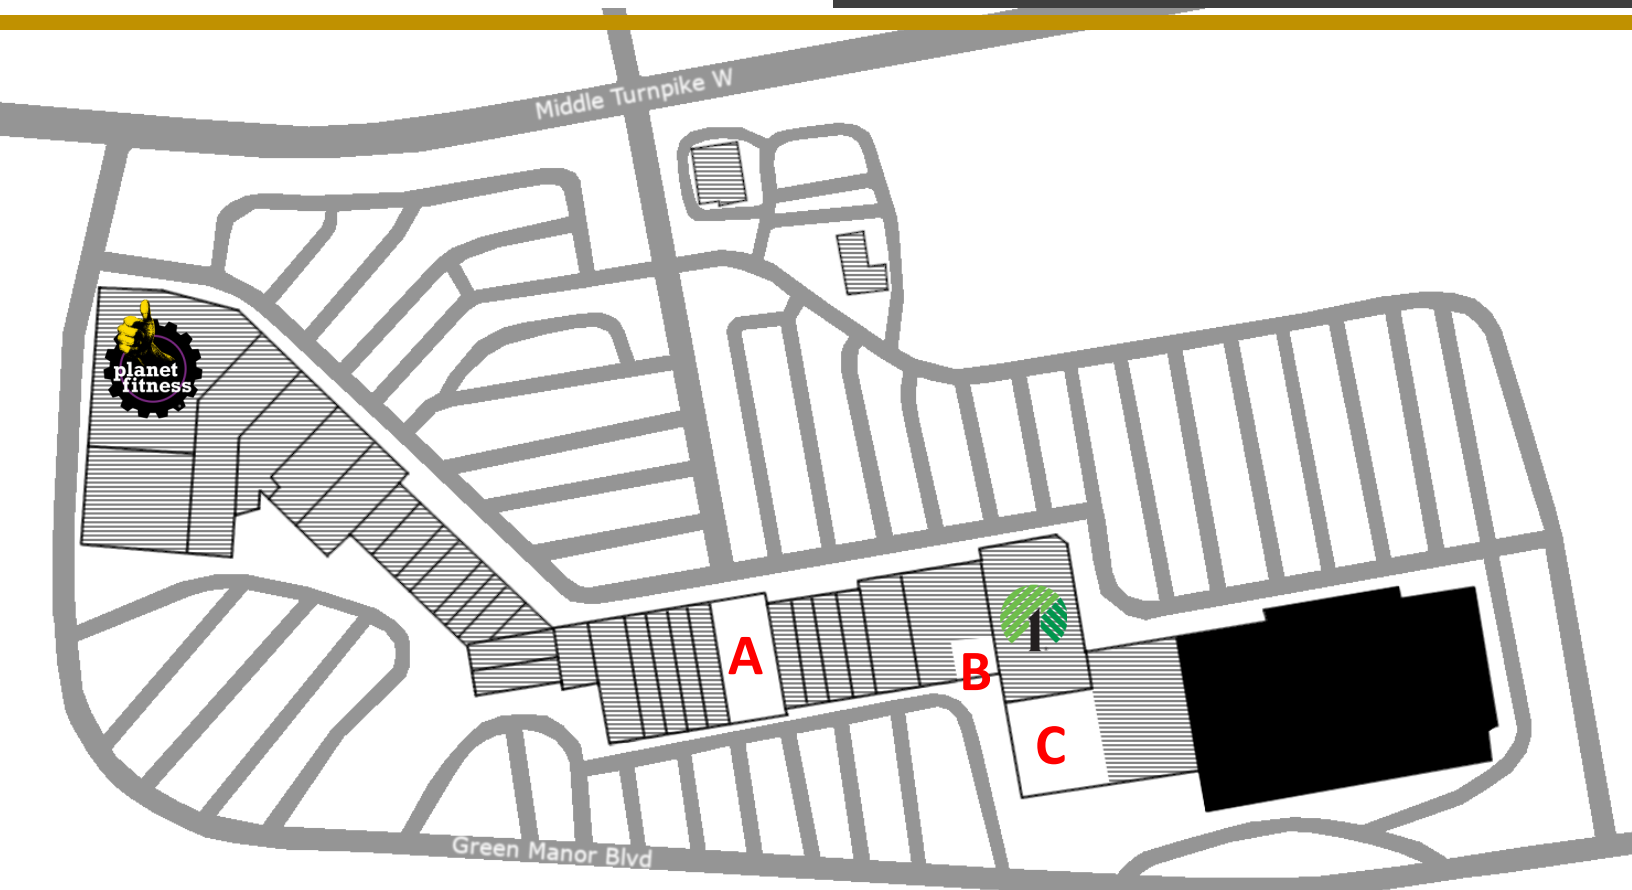 Middle Turnpike W
planet
fitness
A
B
C
Green Manor Blvd